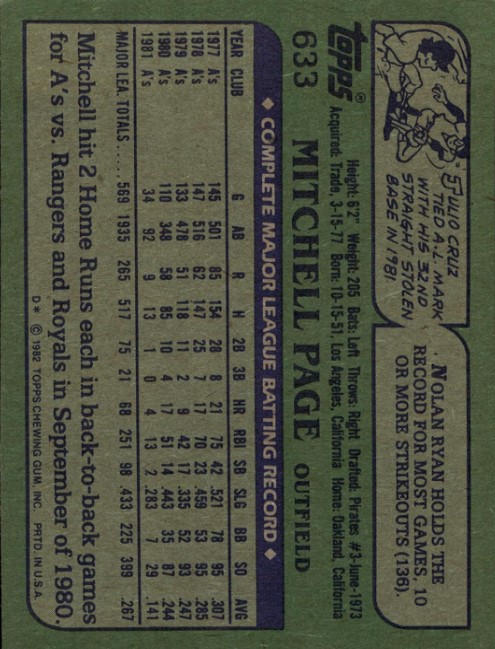 JULIO CRUZ
TIED A.L. MARK
WITH HIS 32ND
STRAIGHT STOLEN
BASE IN 1981
NOLAN RYAN HOLDS THE
RECORD FOR MOST GAMES, 10
OR MORE STRIKEOUTS (136).
Topps®
Height: 6'2" Weight: 205 Bats: Left Throws: Right Drafted: Pirates #3-June-1973
Acquired: Trade, 3-15-77 Born: 10-15-51, Los Angeles, California Home: Oakland, California
633 MITCHELL PAGE OUTFIELD
◆ COMPLETE MAJOR LEAGUE BATTING RECORD ◆
YEAR CLUB G AB R H 2B 3B HR RBI SB SLG BB SO AVG
1977 A's 145 501 85 154 28 8 21 75 42 .521 78 95 .307
1978 A's 147 516 62 147 25 7 17 70 23 .459 53 95 .285
1979 A's 133 478 51 118 11 2 9 42 17 .335 52 93 .247
1980 A's 110 348 58 85 10 4 17 51 14 .443 35 87 .244
1981 A's 34 92 9 13 1 0 4 13 2 .283 7 29 .141
MAJOR LEA. TOTALS..... 569 1935 265 517 75 21 68 251 98 .433 225 399 .267
Mitchell hit 2 Home Runs each in back-to-back games
for A's vs. Rangers and Royals in September of 1980.
D* © 1982 TOPPS CHEWING GUM, INC. PRTD. IN U.S.A.